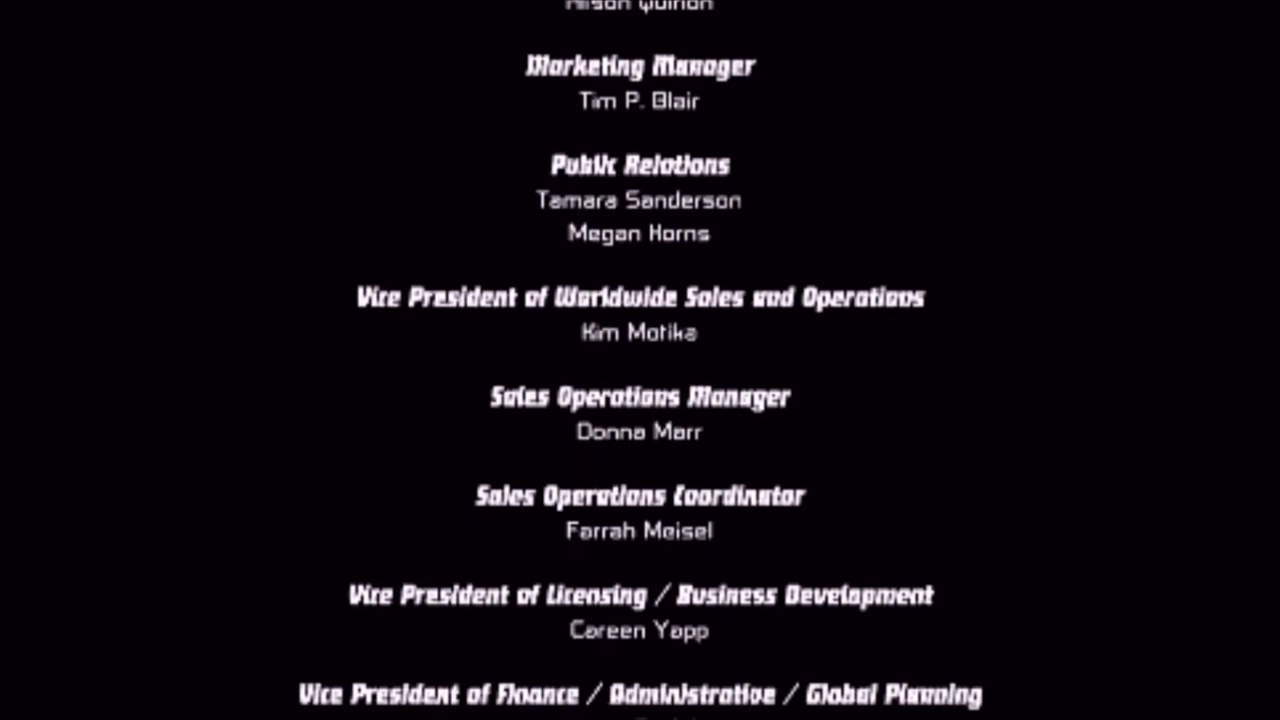 Marketing Manager
Tim P. Blair
Public Relations
Tamara Sanderson
Megan Korns
Vice President of Worldwide Sales and Operations
Kim Motika
Sales Operations Manager
Donna Marr
Sales Operations Coordinator
Farrah Meisel
Vice President of Licensing / Business Development
Careen Yapp
Vice President of Finance / Administrative / Global Planning